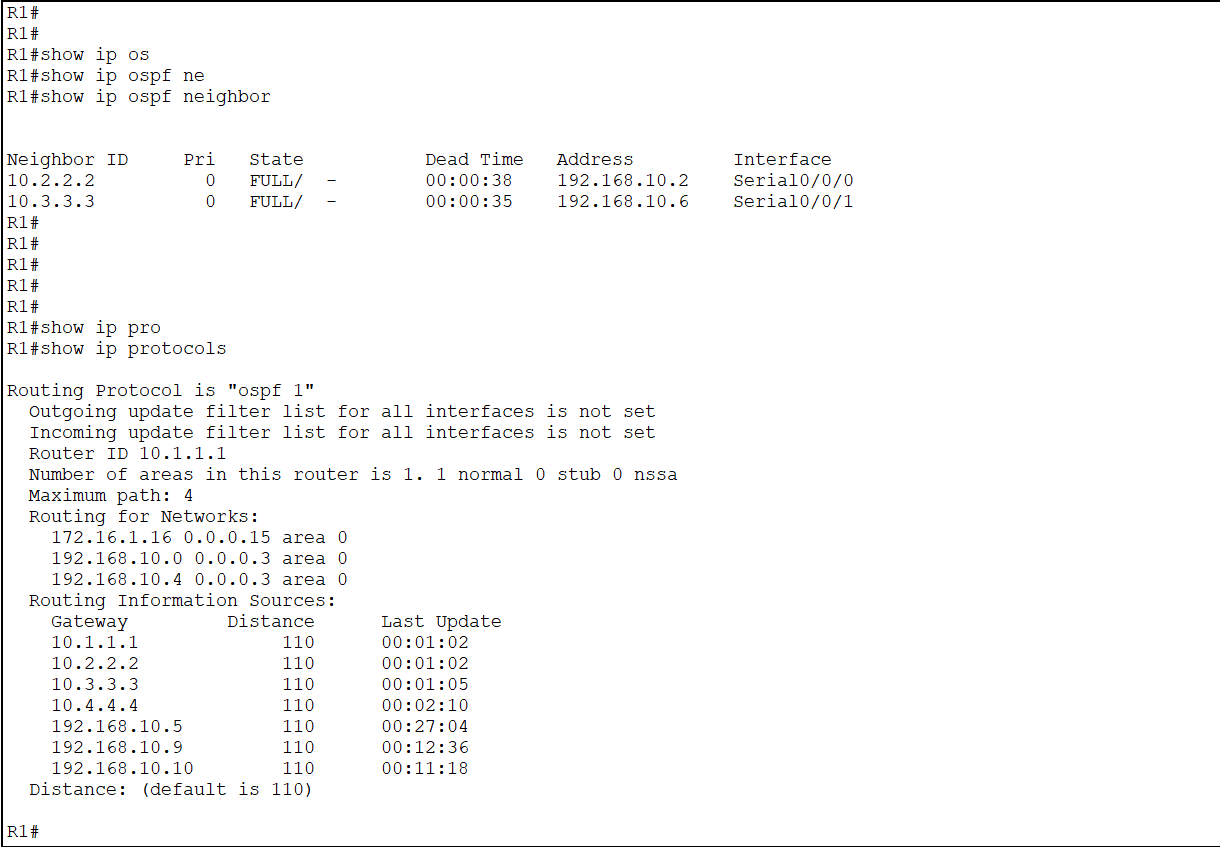 R1#
R1#
R1#show ip os
R1#show ip ospf ne
R1#show ip ospf neighbor
Neighbor ID     Pri   State           Dead Time   Address         Interface
10.2.2.2          0   FULL/  -        00:00:38    192.168.10.2    Serial0/0/0
10.3.3.3          0   FULL/  -        00:00:35    192.168.10.6    Serial0/0/1
R1#
R1#
R1#
R1#
R1#
R1#show ip pro
R1#show ip protocols
Routing Protocol is "ospf 1"
  Outgoing update filter list for all interfaces is not set
  Incoming update filter list for all interfaces is not set
  Router ID 10.1.1.1
  Number of areas in this router is 1. 1 normal 0 stub 0 nssa
  Maximum path: 4
  Routing for Networks:
    172.16.1.16 0.0.0.15 area 0
    192.168.10.0 0.0.0.3 area 0
    192.168.10.4 0.0.0.3 area 0
  Routing Information Sources:
    Gateway         Distance      Last Update
    10.1.1.1             110      00:01:02
    10.2.2.2             110      00:01:02
    10.3.3.3             110      00:01:05
    10.4.4.4             110      00:02:10
    192.168.10.5         110      00:27:04
    192.168.10.9         110      00:12:36
    192.168.10.10        110      00:11:18
  Distance: (default is 110)
R1#